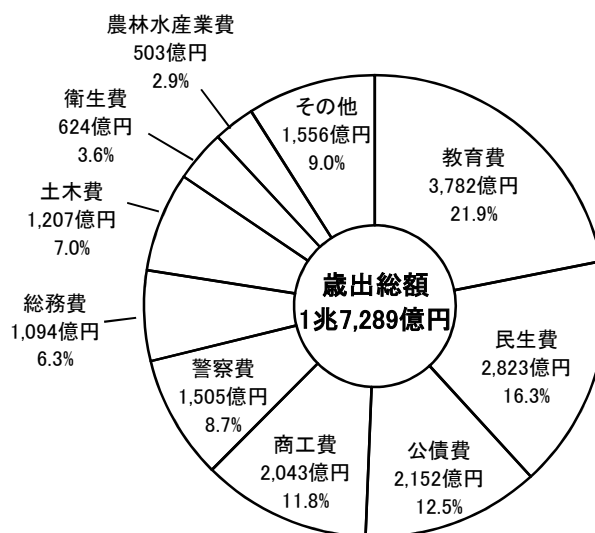 農林水産業費
503億円
2.9%
衛生費
624億円
3.6%
土木費
1,207億円
7.0%
総務費
1,094億円
6.3%
警察費
1,505億円
8.7%
商工費
2,043億円
11.8%
公債費
2,152億円
12.5%
民生費
2,823億円
16.3%
教育費
3,782億円
21.9%
その他
1,556億円
9.0%
歳出総額
1兆7,289億円